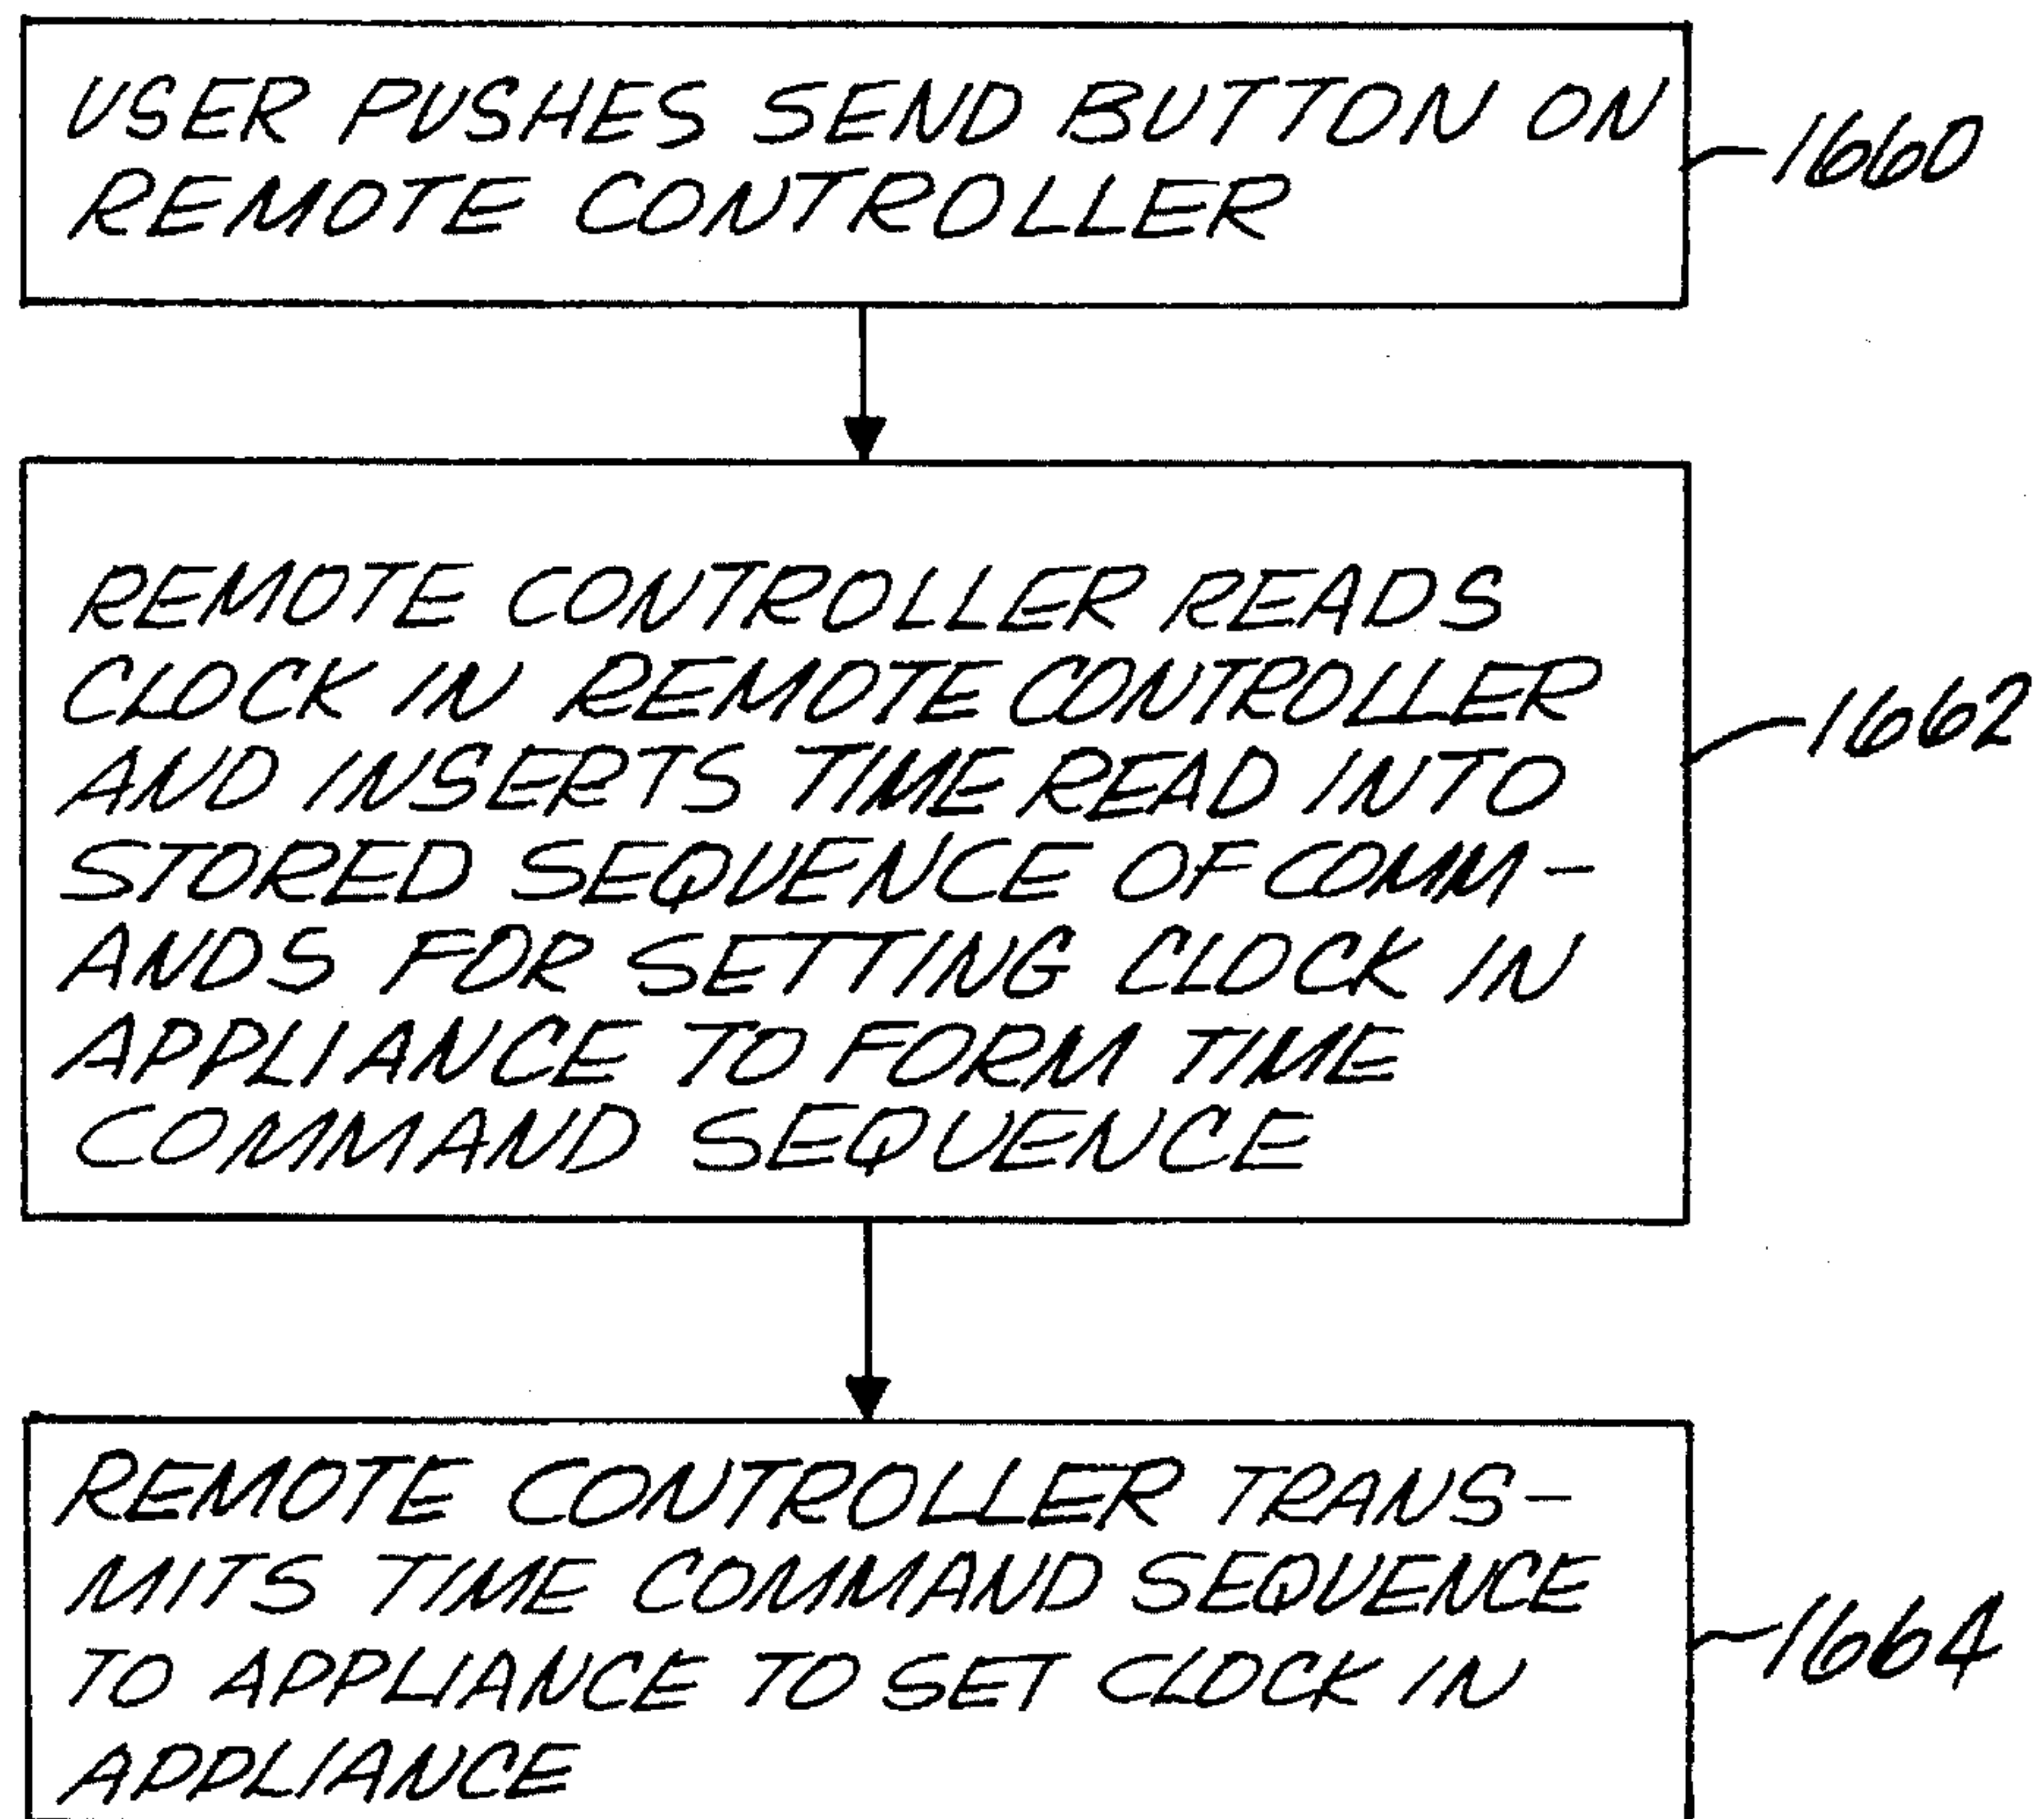 USER PUSHES SEND BUTTON ON
REMOTE CONTROLLER
1660
REMOTE CONTROLLER READS
CLOCK IN REMOTE CONTROLLER
AND INSERTS TIME READ INTO
STORED SEQUENCE OF COMM-
ANDS FOR SETTING CLOCK IN
APPLIANCE TO FORM TIME
COMMAND SEQUENCE
1662
REMOTE CONTROLLER TRANS-
MITS TIME COMMAND SEQUENCE
TO APPLIANCE TO SET CLOCK IN
APPLIANCE
1664